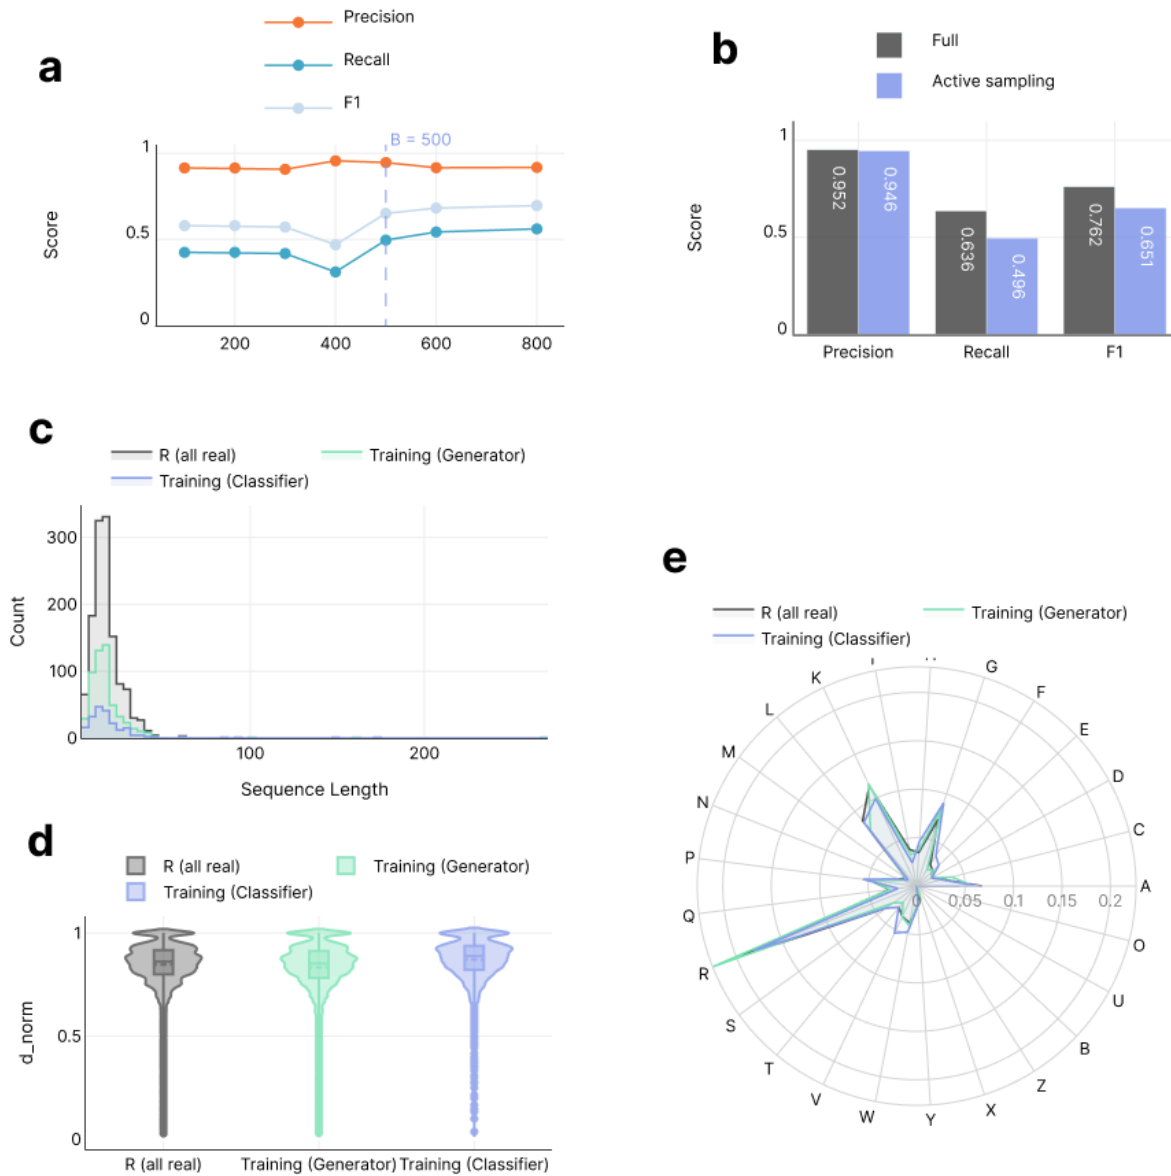 a
Precision
Recall
F1
B = 500
1
0.5
0
Score
200 400 600 800
b
Full
Active sampling
1
0.5
0
Score
0.952
0.946
0.636
0.496
0.762
0.651
Precision Recall F1
c
R (all real) Training (Generator)
Training (Classifier)
300
200
100
0
Count
100 200
Sequence Length
d
R (all real) Training (Generator)
Training (Classifier)
1
0.5
0
d_norm
R (all real) Training (Generator) Training (Classifier)
e
R (all real) Training (Generator)
Training (Classifier)
A
C
D
E
F
G
K
L
M
N
P
Q
R
S
T
V
W
Y
X
Z
B
U
O
0 0.05 0.1 0.15 0.2